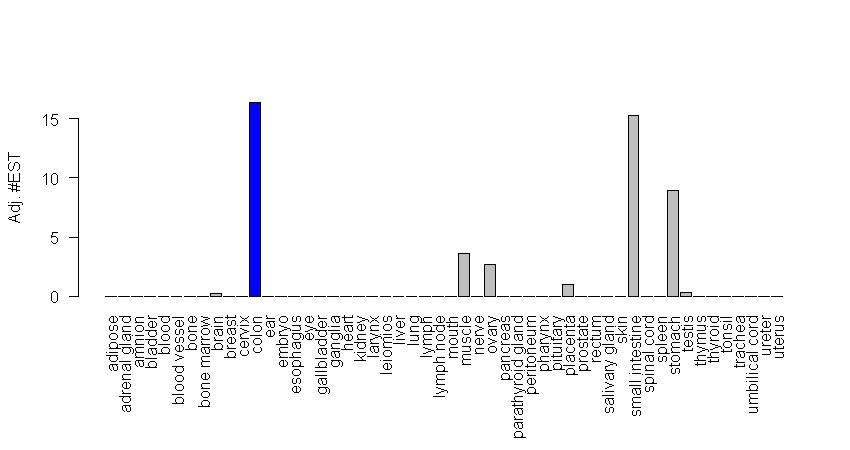 Adj. #EST
15
10
5
0
adipose
adrenal gland
amnion
bladder
blood
blood vessel
bone
bone marrow
brain
breast
cervix
colon
ear
embryo
esophagus
eye
gallbladder
ganglia
heart
kidney
larynx
leiomios
liver
lung
lymph
lymph node
mouth
muscle
nerve
ovary
pancreas
parathyroid gland
peritoneum
pharynx
pituitary
placenta
prostate
rectum
salivary gland
skin
small intestine
spinal cord
spleen
stomach
testis
thymus
thyroid
tonsil
trachea
umbilical cord
ureter
uterus